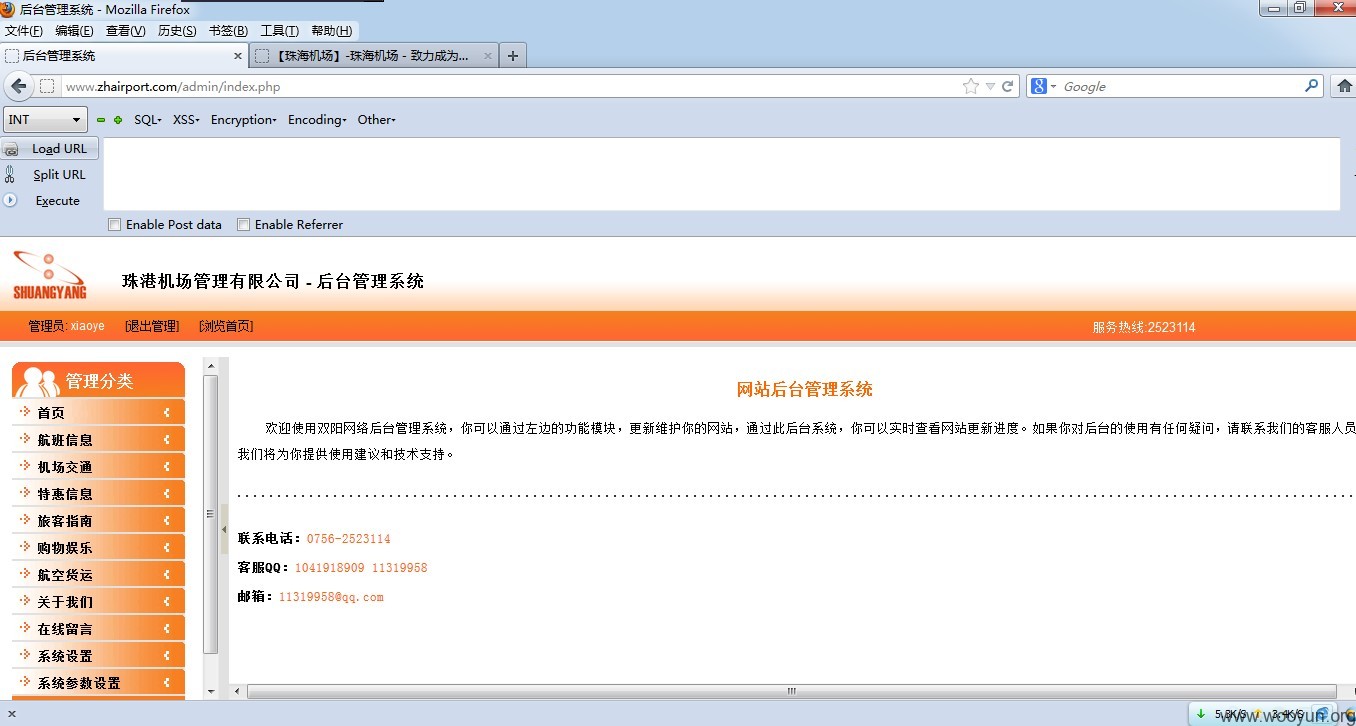 后台管理系统 - Mozilla Firefox
文件(F) 编辑(E) 查看(V) 历史(S) 书签(B) 工具(T) 帮助(H)
后台管理系统 × 【珠海机场】-珠海机场 - 致力成为... × +
www.zhairport.com/admin/index.php Google
INT SQL XSS Encryption Encoding Other
Load URL
Split URL
Execute
Enable Post data Enable Referrer
SHUANGYANG
珠港机场管理有限公司 - 后台管理系统
管理员: xiaoye [退出管理] [浏览首页] 服务热线:2523114
管理分类
首页
航班信息
机场交通
特惠信息
旅客指南
购物娱乐
航空货运
关于我们
在线留言
系统设置
系统参数设置
网站后台管理系统
欢迎使用双阳网络后台管理系统，你可以通过左边的功能模块，更新维护你的网站，通过此后台系统，你可以实时查看网站更新进度。如果你对后台的使用有任何疑问，请联系我们的客服人员
我们将为你提供使用建议和技术支持。
联系电话：0756-2523114
客服QQ：1041918909 11319958
邮箱：11319958@qq.com
www.wooyun.org